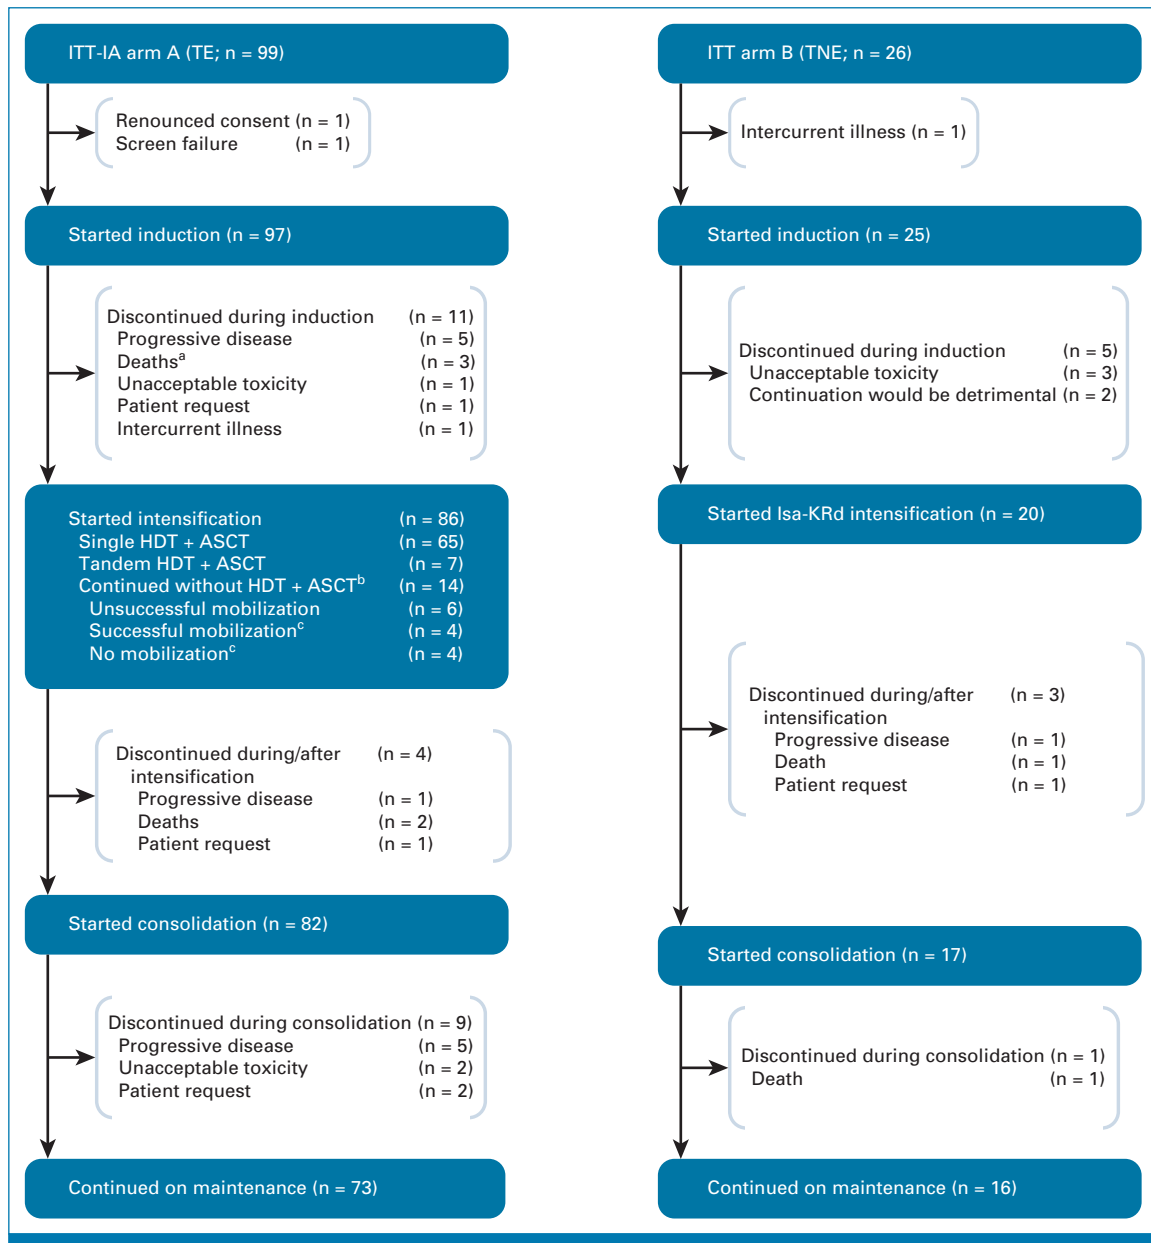 ITT-IA arm A (TE; n = 99)
Renounced consent (n = 1)
Screen failure (n = 1)
Started induction (n = 97)
Discontinued during induction (n = 11)
Progressive disease (n = 5)
Deathsᵃ (n = 3)
Unacceptable toxicity (n = 1)
Patient request (n = 1)
Intercurrent illness (n = 1)
Started intensification (n = 86)
Single HDT + ASCT (n = 65)
Tandem HDT + ASCT (n = 7)
Continued without HDT + ASCTᵇ (n = 14)
Unsuccessful mobilization (n = 6)
Successful mobilizationᶜ (n = 4)
No mobilizationᶜ (n = 4)
Discontinued during/after (n = 4)
intensification
Progressive disease (n = 1)
Deaths (n = 2)
Patient request (n = 1)
Started consolidation (n = 82)
Discontinued during consolidation (n = 9)
Progressive disease (n = 5)
Unacceptable toxicity (n = 2)
Patient request (n = 2)
Continued on maintenance (n = 73)
ITT arm B (TNE; n = 26)
Intercurrent illness (n = 1)
Started induction (n = 25)
Discontinued during induction (n = 5)
Unacceptable toxicity (n = 3)
Continuation would be detrimental (n = 2)
Started Isa-KRd intensification (n = 20)
Discontinued during/after (n = 3)
intensification
Progressive disease (n = 1)
Death (n = 1)
Patient request (n = 1)
Started consolidation (n = 17)
Discontinued during consolidation (n = 1)
Death (n = 1)
Continued on maintenance (n = 16)